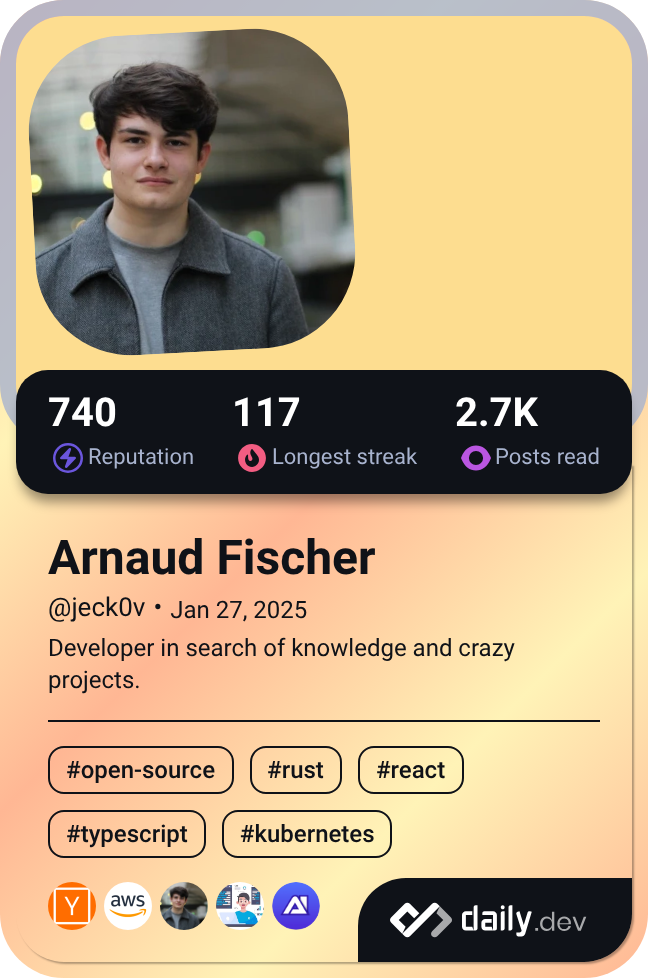 740 117 2.7K
Reputation Longest streak Posts read
Arnaud Fischer
@jeck0v • Jan 27, 2025
Developer in search of knowledge and crazy
projects.
#open-source #rust #react
#typescript #kubernetes
Y aws daily.dev